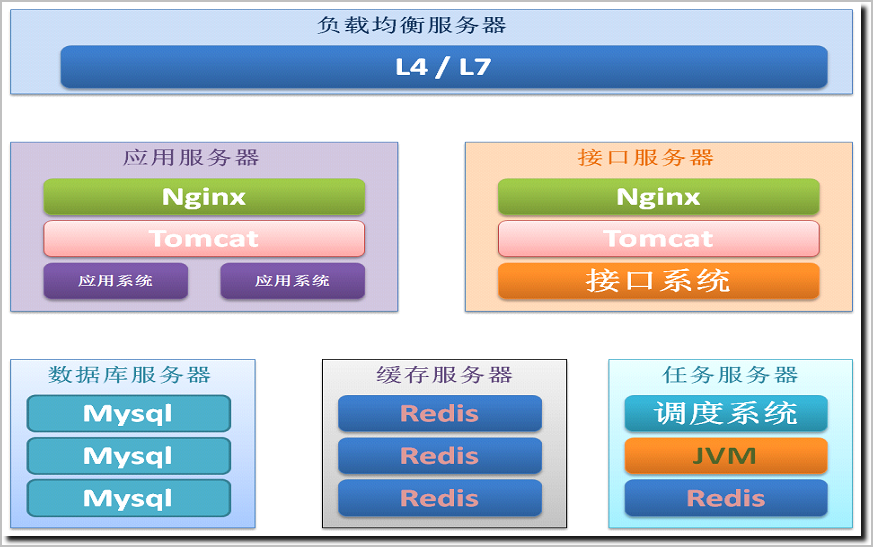 负载均衡服务器
L4 / L7
应用服务器
Nginx
Tomcat
应用系统 应用系统
接口服务器
Nginx
Tomcat
接口系统
数据库服务器
Mysql
Mysql
Mysql
缓存服务器
Redis
Redis
Redis
任务服务器
调度系统
JVM
Redis